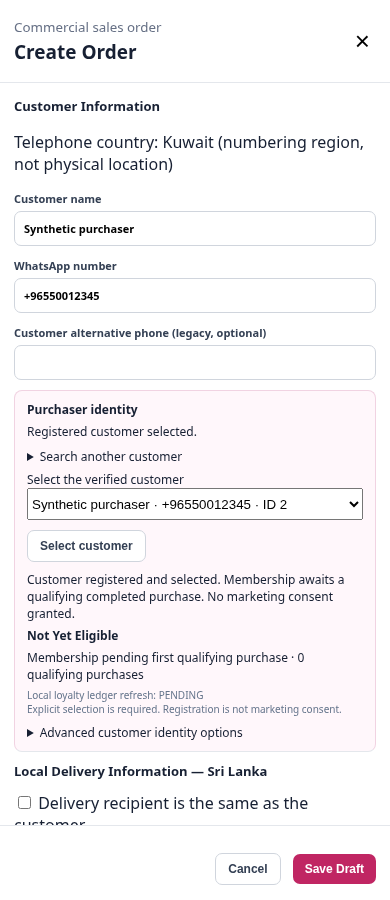 Commercial sales order
Create Order
✕
Customer Information
Telephone country: Kuwait (numbering region,
not physical location)
Customer name
Synthetic purchaser
WhatsApp number
+96550012345
Customer alternative phone (legacy, optional)
Purchaser identity
Registered customer selected.
▶ Search another customer
Select the verified customer
Synthetic purchaser · +96550012345 · ID 2
Select customer
Customer registered and selected. Membership awaits a
qualifying completed purchase. No marketing consent
granted.
Not Yet Eligible
Membership pending first qualifying purchase · 0
qualifying purchases
Local loyalty ledger refresh: PENDING
Explicit selection is required. Registration is not marketing consent.
▶ Advanced customer identity options
Local Delivery Information — Sri Lanka
Delivery recipient is the same as the
customer
Cancel
Save Draft